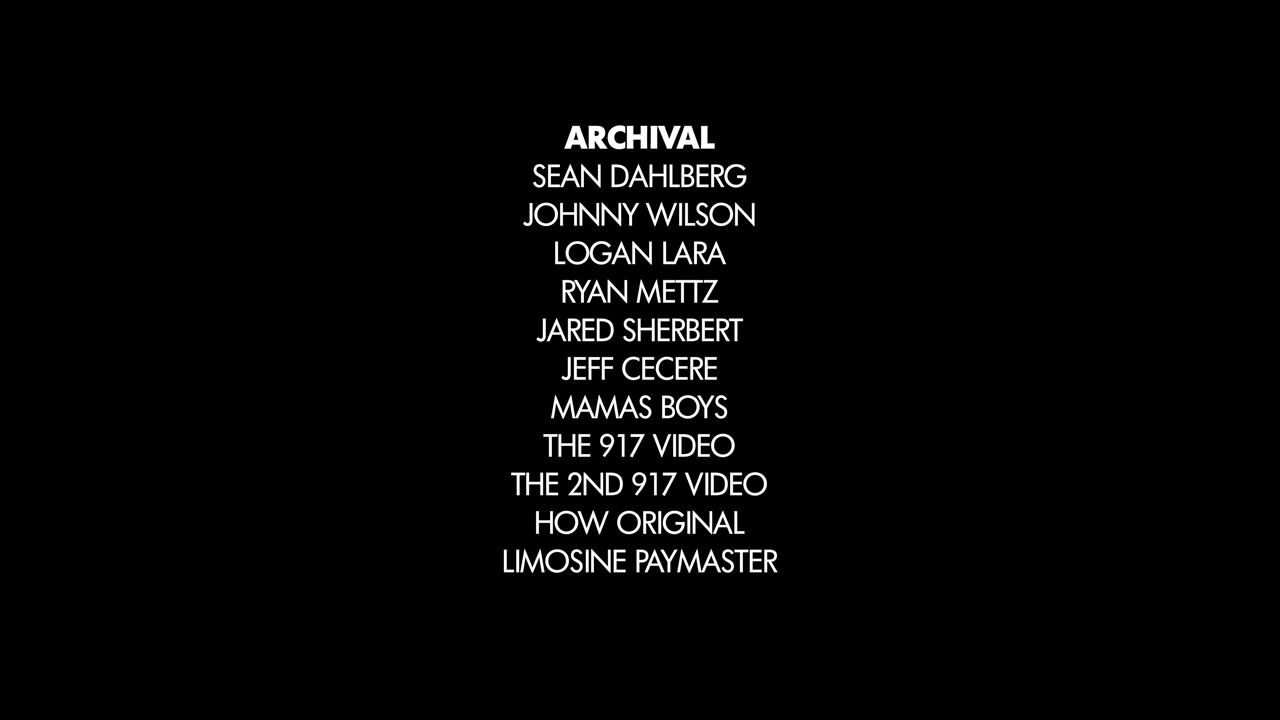 ARCHIVAL
SEAN DAHLBERG
JOHNNY WILSON
LOGAN LARA
RYAN METTZ
JARED SHERBERT
JEFF CECERE
MAMAS BOYS
THE 917 VIDEO
THE 2ND 917 VIDEO
HOW ORIGINAL
LIMOSINE PAYMASTER